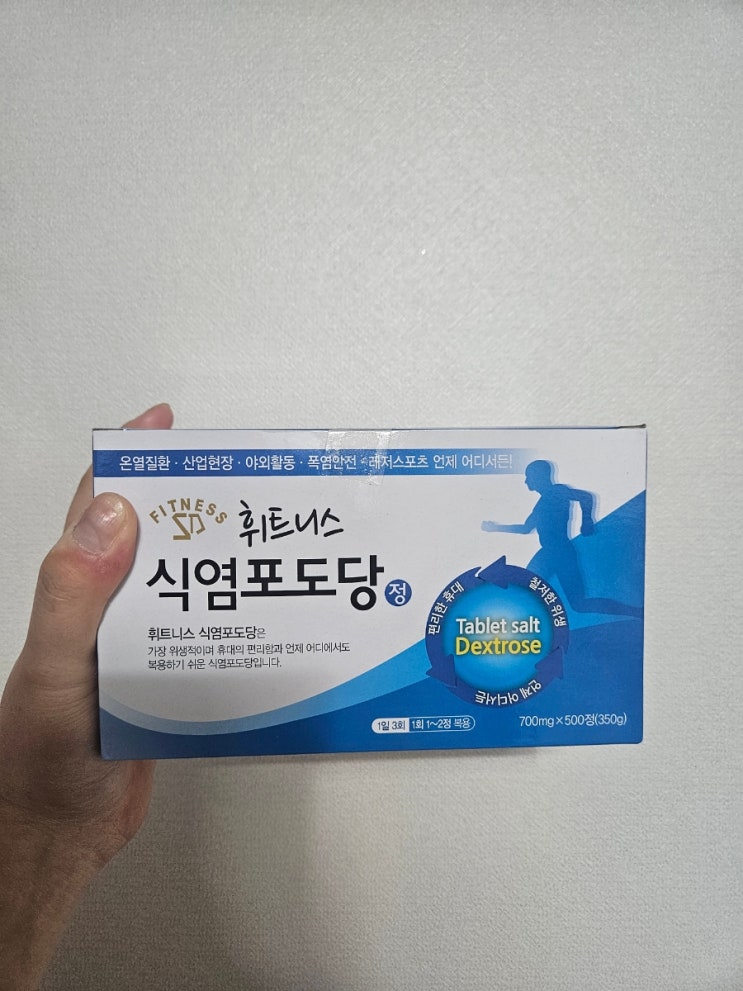 온열질환 · 산업현장 · 야외활동 · 폭염안전 · 레저스포츠 언제 어디서든!
FITNESS
휘트니스
식염포도당 정
휘트니스 식염포도당은
가장 위생적이며 휴대의 편리함과 언제 어디에서도
복용하기 쉬운 식염포도당입니다.
편리한 휴대
철저한 위생
Tablet salt
Dextrose
언제 어디서든
1일 3회 1회 1~2정 복용
700mg×500정(350g)